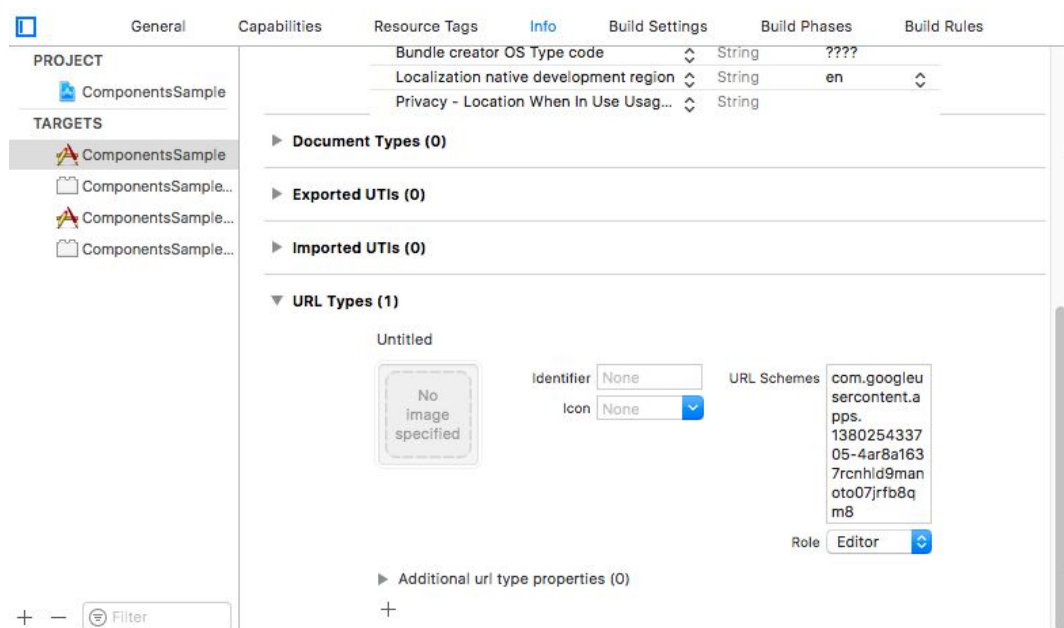 General Capabilities Resource Tags Info Build Settings Build Phases Build Rules
PROJECT
ComponentsSample
TARGETS
ComponentsSample
ComponentsSample...
ComponentsSample...
ComponentsSample...
Filter
Bundle creator OS Type code String ????
Localization native development region String en
Privacy - Location When In Use Usag... String
Document Types (0)
Exported UTIs (0)
Imported UTIs (0)
URL Types (1)
Untitled
No
image
specified
Identifier None
Icon None
URL Schemes
com.googleu
sercontent.a
pps.
1380254337
05-4ar8a163
7rcnhld9man
oto07jrfb8q
m8
Role Editor
Additional url type properties (0)